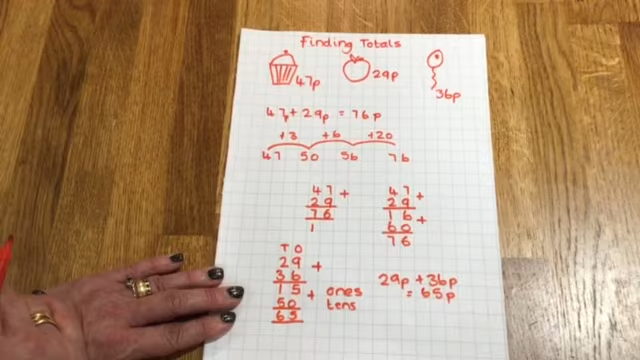 Finding Totals
47p
29p
36p
47p + 29p = 76p
+3 +6 +20
47 50 56 76
47 +
29
76
1
47 +
29
16 +
60
76
T O
29 +
36
15 + ones
50 tens
65
29p + 36p
= 65p